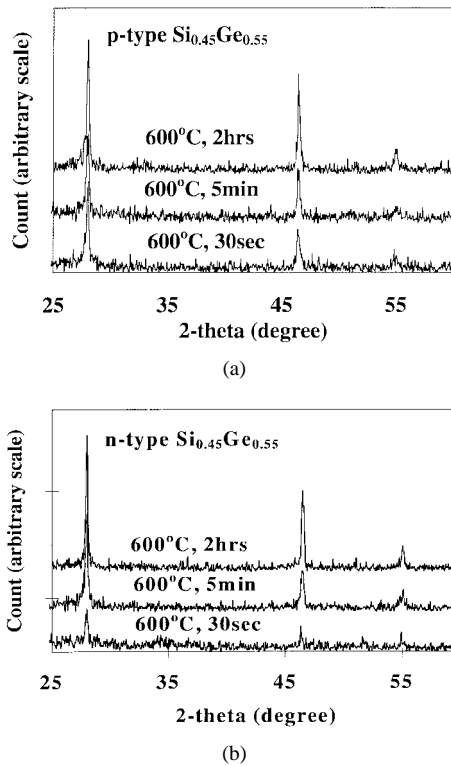 p-type Si0.45Ge0.55
600°C, 2hrs
600°C, 5min
600°C, 30sec
Count (arbitrary scale)
25 35 45 55
2-theta (degree)
(a)
n-type Si0.45Ge0.55
600°C, 2hrs
600°C, 5min
600°C, 30sec
Count (arbitrary scale)
25 35 45 55
2-theta (degree)
(b)